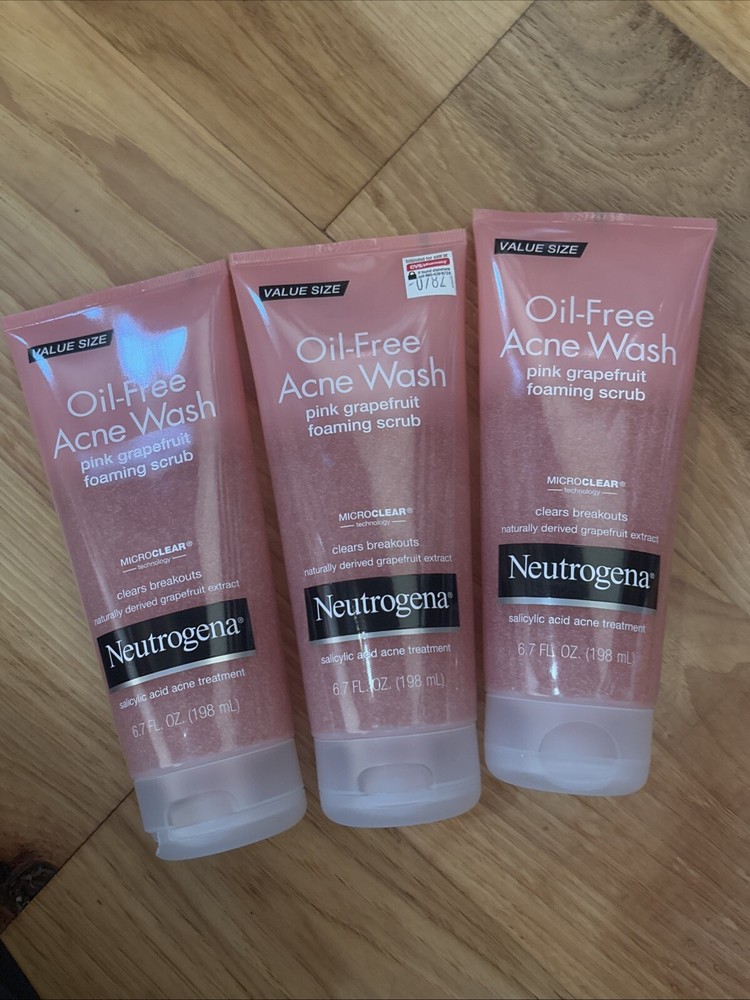 VALUE SIZE
Oil-Free
Acne Wash
pink grapefruit
foaming scrub
MICROCLEAR®
technology
clears breakouts
naturally derived grapefruit extract
Neutrogena®
salicylic acid acne treatment
6.7 FL. OZ. (198 mL)
VALUE SIZE
CVS pharmacy
Oil-Free
Acne Wash
pink grapefruit
foaming scrub
MICROCLEAR®
technology
clears breakouts
naturally derived grapefruit extract
Neutrogena®
salicylic acid acne treatment
6.7 FL. OZ. (198 mL)
VALUE SIZE
Oil-Free
Acne Wash
pink grapefruit
foaming scrub
MICROCLEAR®
technology
clears breakouts
naturally derived grapefruit extract
Neutrogena®
salicylic acid acne treatment
6.7 FL. OZ. (198 mL)